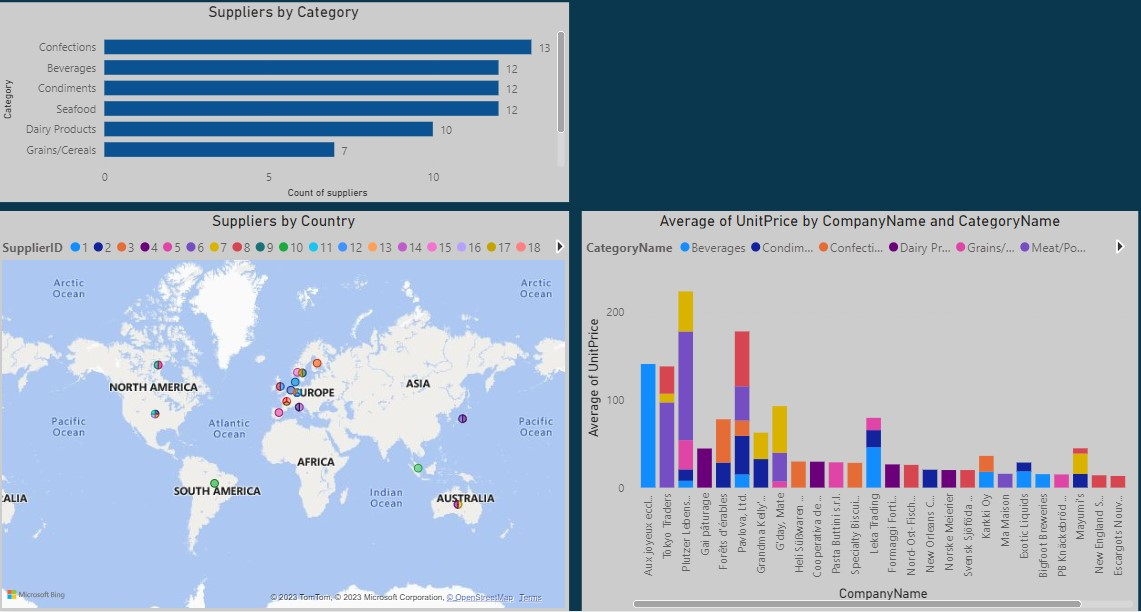 Suppliers by Category
Category
Confections 13
Beverages 12
Condiments 12
Seafood 12
Dairy Products 10
Grains/Cereals 7
0 5 10
Count of suppliers
Suppliers by Country
SupplierID 1 2 3 4 5 6 7 8 9 10 11 12 13 14 15 16 17 18
Arctic
Ocean
Arctic
Ocean
NORTH AMERICA
EUROPE
ASIA
Pacific
Ocean
Atlantic
Ocean
Pacific
Ocean
AFRICA
SOUTH AMERICA
Indian
Ocean
ALIA
AUSTRALIA
Microsoft Bing
© 2023 TomTom, © 2023 Microsoft Corporation, © OpenStreetMap Terms
Average of UnitPrice by CompanyName and CategoryName
CategoryName Beverages Condim... Confecti... Dairy Pr... Grains/... Meat/Po...
Average of UnitPrice
200
100
0
Aux joyeux eccl...
Tokyo Traders
Plutzer Lebens...
Gai pâturage
Forêts d'érables
Pavlova, Ltd.
Grandma Kelly'...
G'day, Mate
Heli Süßwaren ...
Cooperativa de ...
Pasta Buttini s.r.l.
Specialty Biscui...
Leka Trading
Formaggi Forti...
Nord-Ost-Fisch...
New Orleans C...
Norske Meierier
Svensk Sjöföda ...
Karkki Oy
Ma Maison
Exotic Liquids
Bigfoot Breweries
PB Knäckebröd ...
Mayumi's
New England S...
Escargots Nouv...
CompanyName